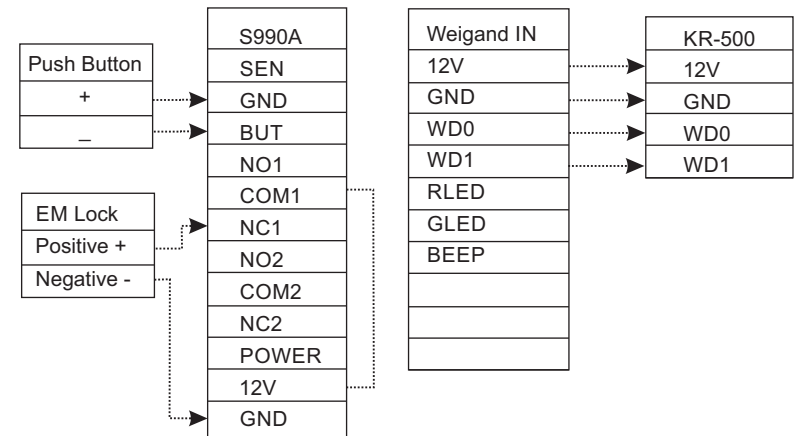 Push Button
+
_
EM Lock
Positive +
Negative -
S990A
SEN
GND
BUT
NO1
COM1
NC1
NO2
COM2
NC2
POWER
12V
GND
Weigand IN
12V
GND
WD0
WD1
RLED
GLED
BEEP
KR-500
12V
GND
WD0
WD1